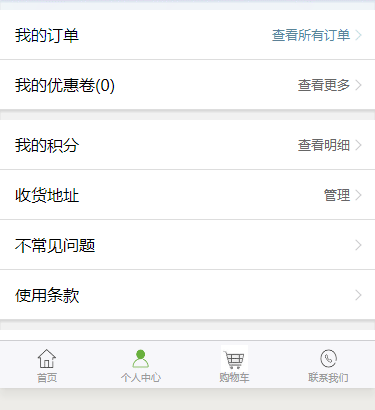 我的订单 查看所有订单
我的优惠卷(0) 查看更多
我的积分 查看明细
收货地址 管理
不常见问题
使用条款
首页 个人中心 购物车 联系我们